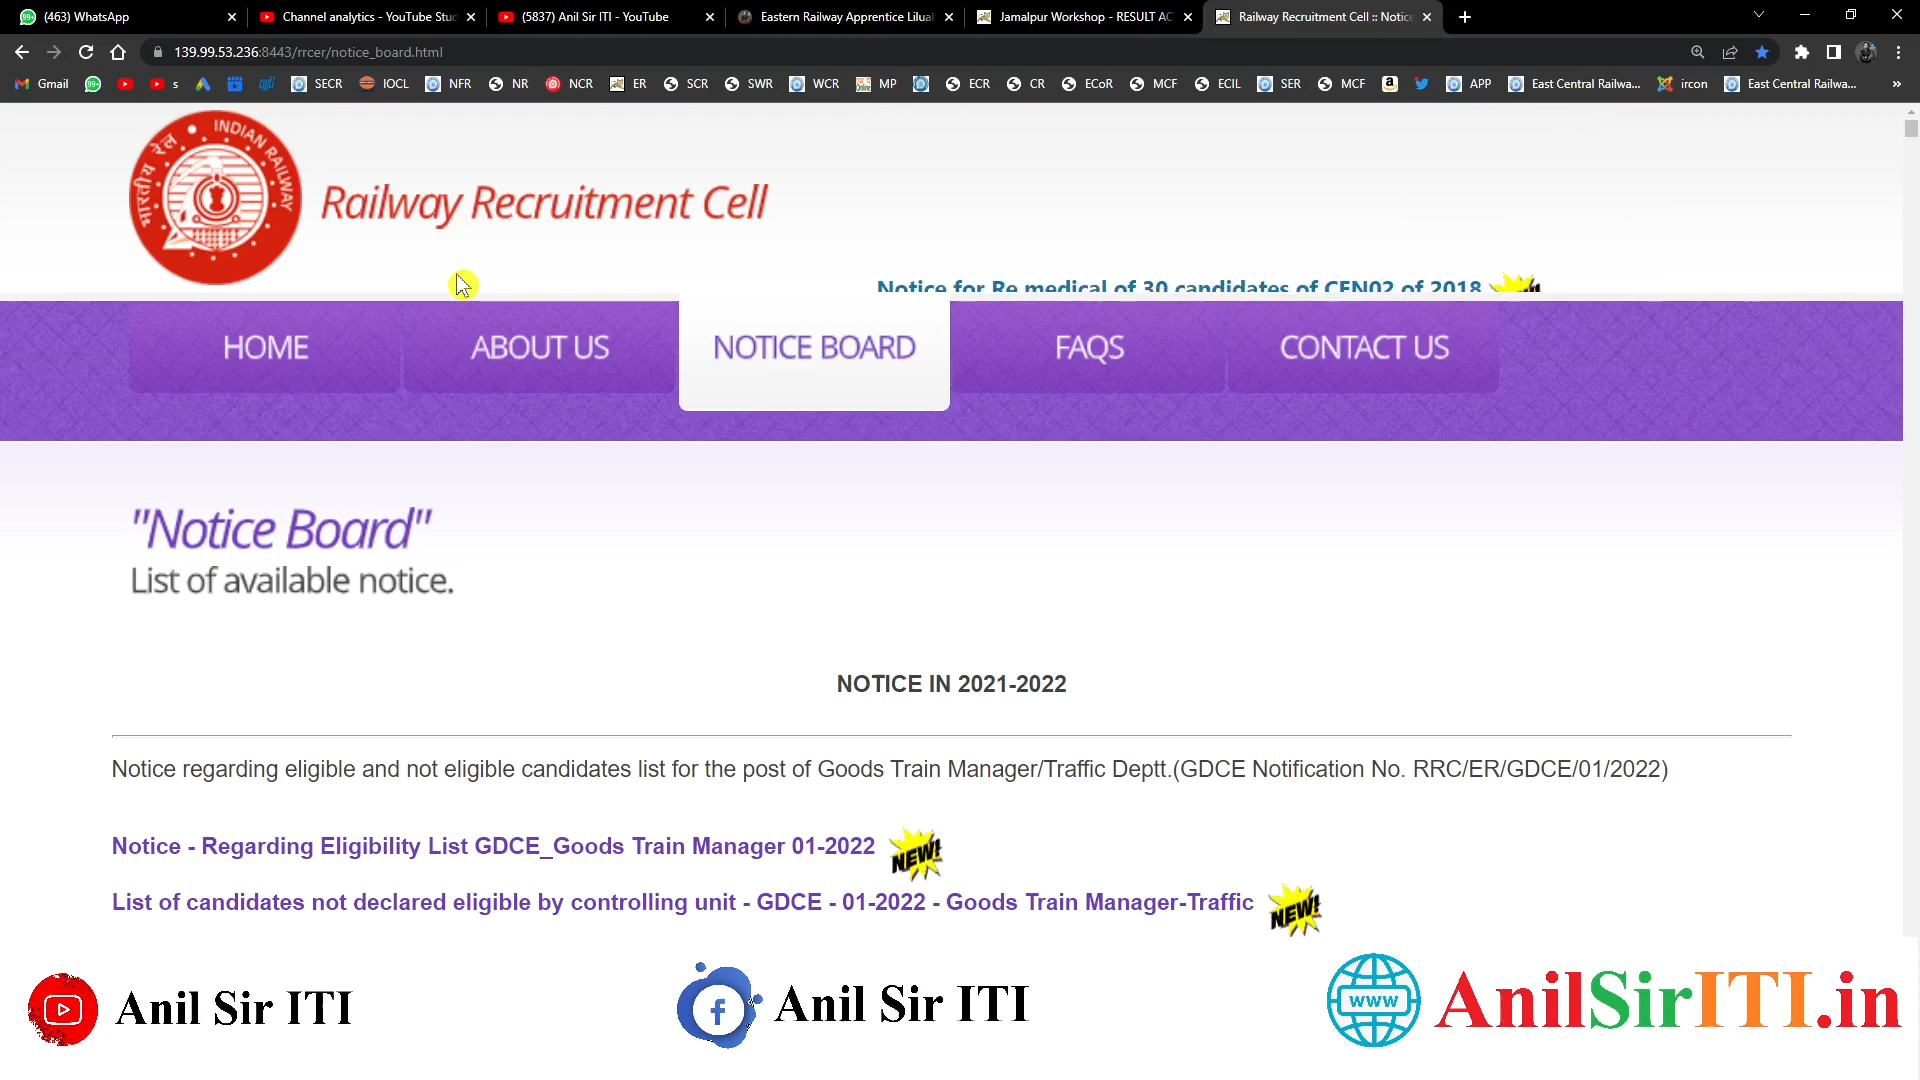 (463) WhatsApp
Channel analytics - YouTube Stud
(5837) Anil Sir ITI - YouTube
Eastern Railway Apprentice Lilua
Jamalpur Workshop - RESULT AC
Railway Recruitment Cell :: Notice
139.99.53.236:8443/rrcer/notice_board.html
Gmail
99+
s
SECR
IOCL
NFR
NR
NCR
ER
SCR
SWR
WCR
MP
ECR
CR
ECoR
MCF
ECIL
SER
MCF
a
APP
East Central Railwa...
ircon
East Central Railwa...
»
भारतीय रेल
INDIAN RAILWAY
Railway Recruitment Cell
Notice for Re medical of 30 candidates of CEN02 of 2018
HOME
ABOUT US
NOTICE BOARD
FAQS
CONTACT US
"Notice Board"
List of available notice.
NOTICE IN 2021-2022
Notice regarding eligible and not eligible candidates list for the post of Goods Train Manager/Traffic Deptt.(GDCE Notification No. RRC/ER/GDCE/01/2022)
Notice - Regarding Eligibility List GDCE_Goods Train Manager 01-2022 NEW!
List of candidates not declared eligible by controlling unit - GDCE - 01-2022 - Goods Train Manager-Traffic NEW!
Anil Sir ITI
f
Anil Sir ITI
www
AnilSirITI.in